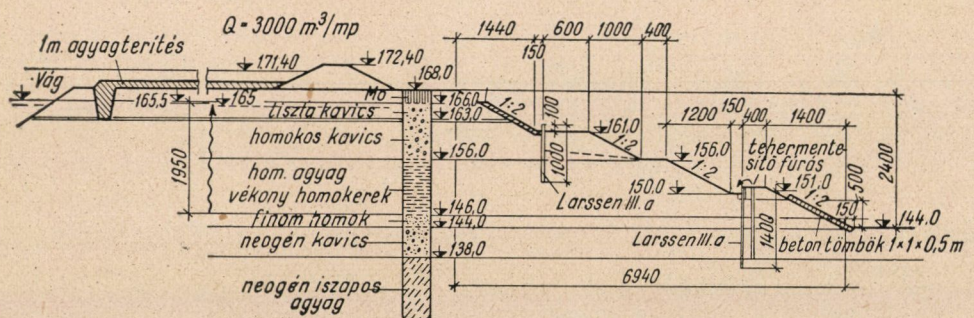 Q = 3000 m³/mp
1m. agyagterítés
171,40
172,40
168,0
Vág
165,5
165
Mo
166,0
tiszta kavics
163,0
homokos kavics
156,0
hom. agyag
vékony homokerek
146,0
finom homok
144,0
neogén kavics
138,0
neogén iszapos
agyag
1950
1440
150
600
1000
400
1:2
100
1000
161,0
1:2
Larssen III.a
1200
150
400
1400
156,0
1:2
150,0
tehermente-
sítő fúrás
151,0
1:2
500
150
2400
144,0
Larssen III.a
1400
beton tömbök 1×1×0,5 m
6940